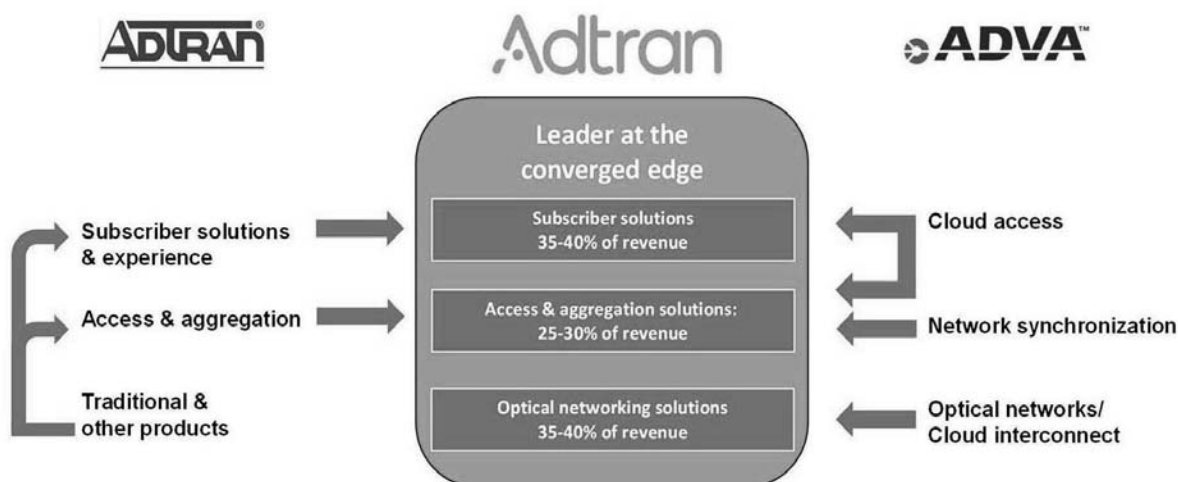 ADTRAN®
Adtran
ADVA™
Leader at the
converged edge
Subscriber solutions
& experience
Subscriber solutions
35-40% of revenue
Cloud access
Access & aggregation
Access & aggregation solutions:
25-30% of revenue
Network synchronization
Traditional &
other products
Optical networking solutions
35-40% of revenue
Optical networks/
Cloud interconnect